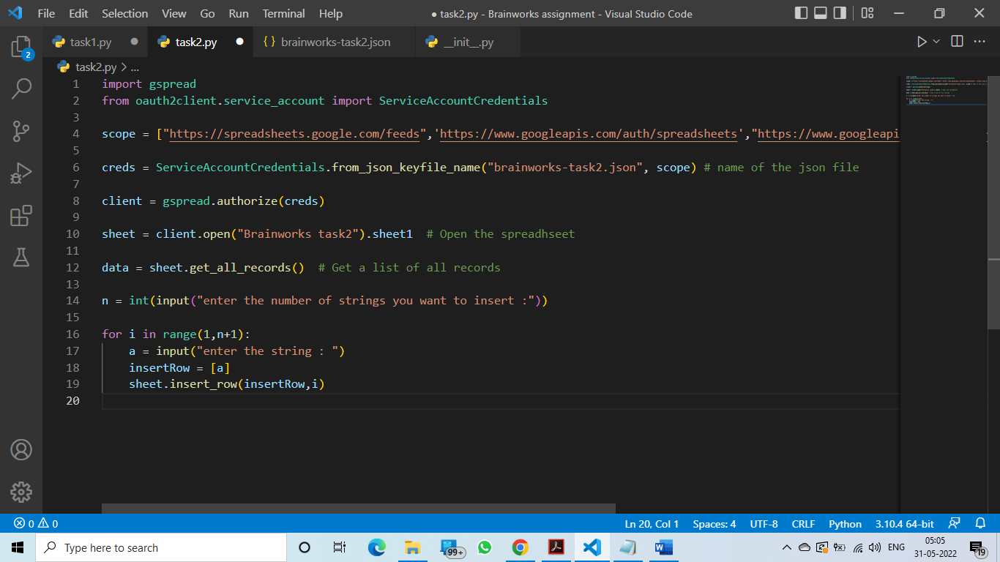 File Edit Selection View Go Run Terminal Help ● task2.py - Brainworks assignment - Visual Studio Code
task1.py ● task2.py ● { } brainworks-task2.json __init__.py
2
task2.py > ...
1 import gspread
2 from oauth2client.service_account import ServiceAccountCredentials
3
4 scope = ["https://spreadsheets.google.com/feeds",'https://www.googleapis.com/auth/spreadsheets',"https://www.googleapi
5
6 creds = ServiceAccountCredentials.from_json_keyfile_name("brainworks-task2.json", scope) # name of the json file
7
8 client = gspread.authorize(creds)
9
10 sheet = client.open("Brainworks task2").sheet1  # Open the spreadhseet
11
12 data = sheet.get_all_records()  # Get a list of all records
13
14 n = int(input("enter the number of strings you want to insert :"))
15
16 for i in range(1,n+1):
17     a = input("enter the string : ")
18     insertRow = [a]
19     sheet.insert_row(insertRow,i)
20
0 0 Ln 20, Col 1 Spaces: 4 UTF-8 CRLF Python 3.10.4 64-bit
Type here to search 99+ ENG 05:05
31-05-2022 19